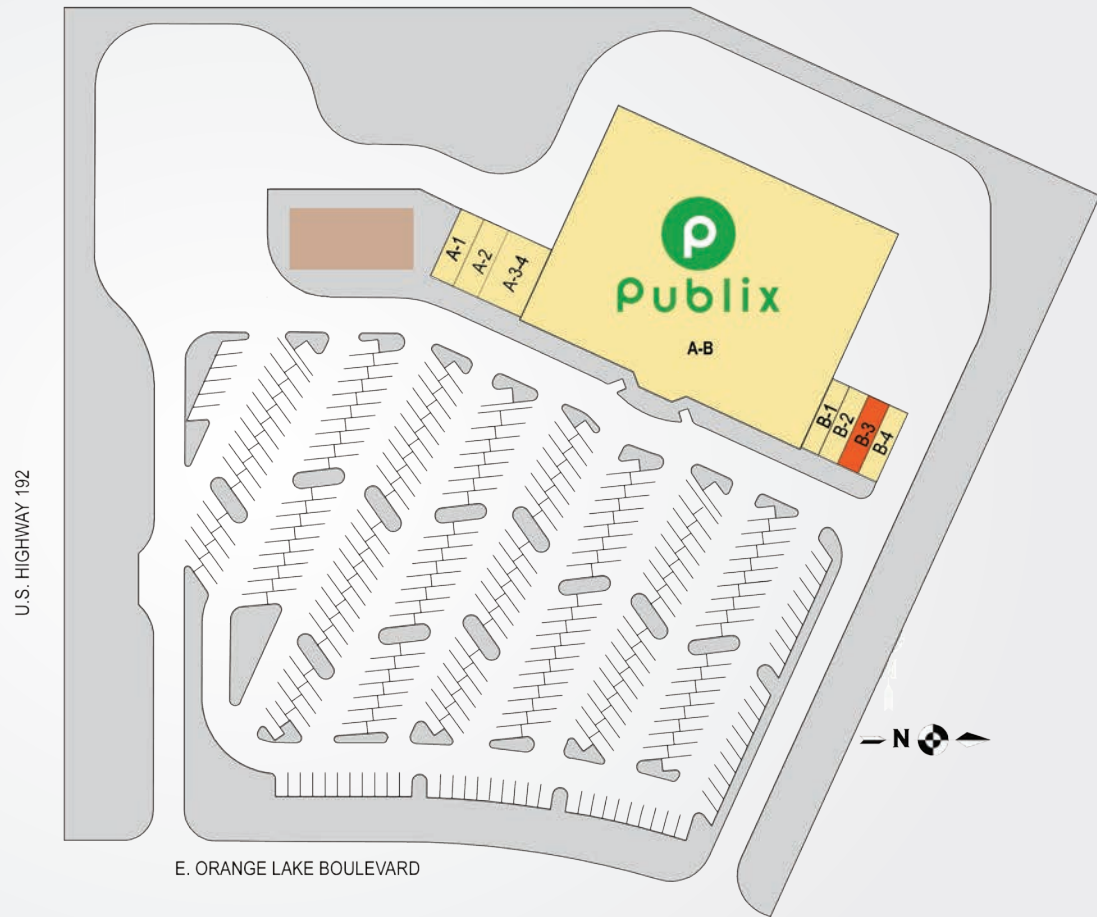 A-1
A-2
A-3-4
p
Publix
A-B
B-1
B-2
B-3
B-4
U.S. HIGHWAY 192
N
E. ORANGE LAKE BOULEVARD